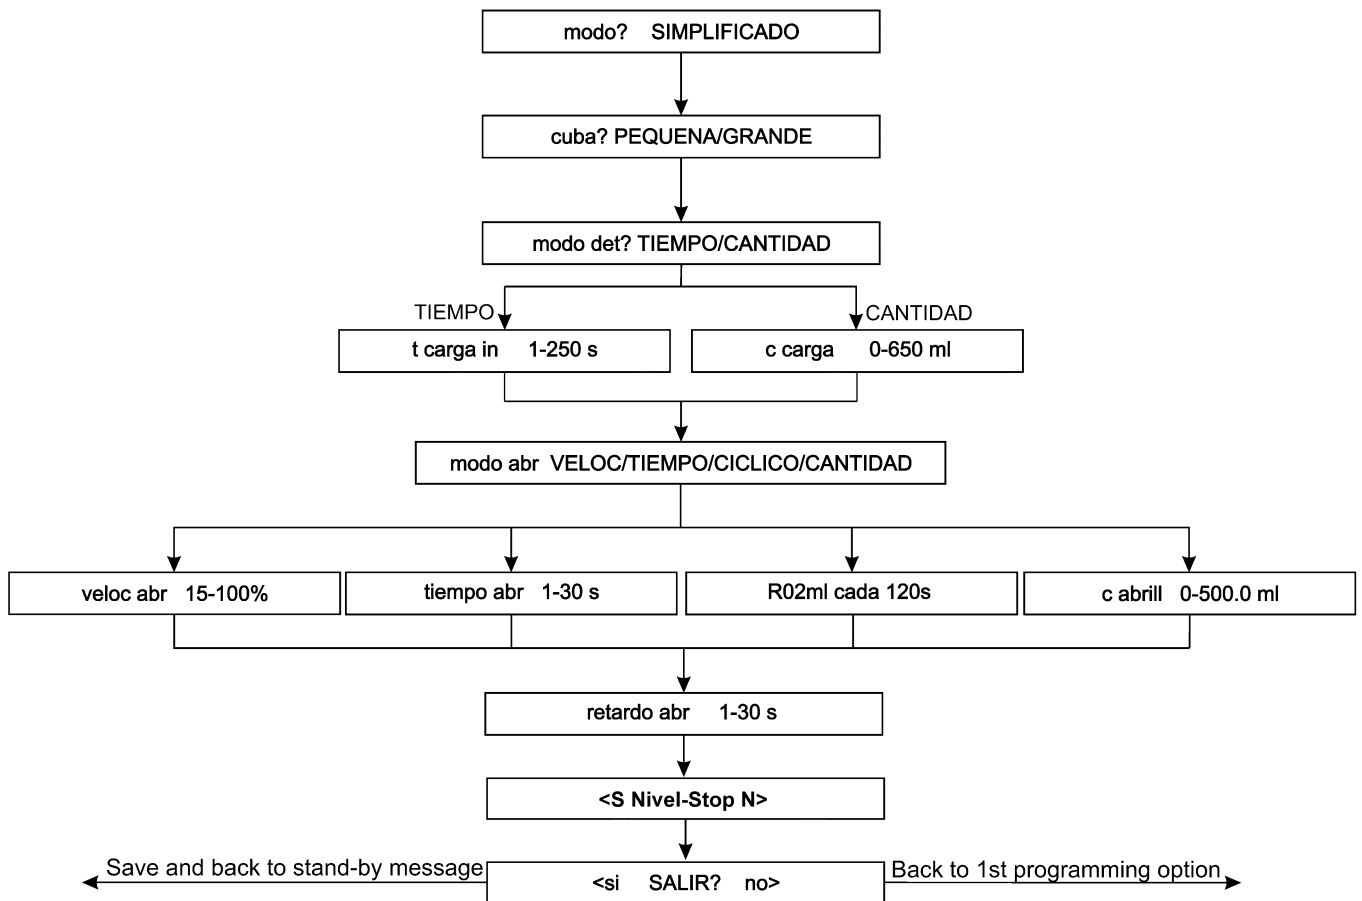 modo? SIMPLIFICADO
cuba? PEQUENA/GRANDE
modo det? TIEMPO/CANTIDAD
TIEMPO
CANTIDAD
t carga in 1-250 s
c carga 0-650 ml
modo abr VELOC/TIEMPO/CICLICO/CANTIDAD
veloc abr 15-100%
tiempo abr 1-30 s
R02ml cada 120s
c abrill 0-500.0 ml
retardo abr 1-30 s
<S Nivel-Stop N>
Save and back to stand-by message
<si SALIR? no>
Back to 1st programming option